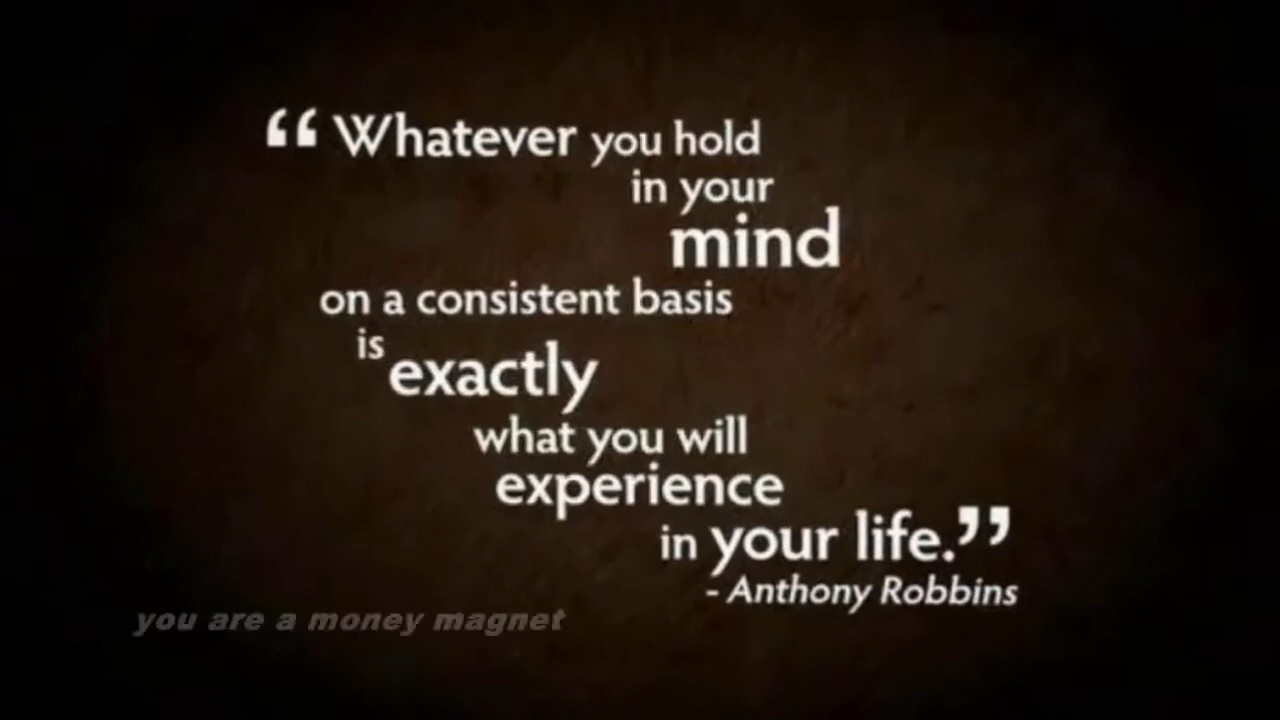 “Whatever you hold
in your
mind
on a consistent basis
is exactly
what you will
experience
in your life.”
- Anthony Robbins
you are a money magnet